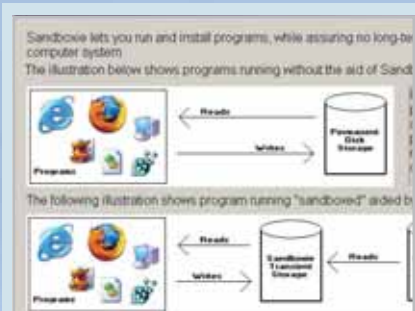 Sandboxie lets you run and install programs, while assuring no long-te
computer system
The illustration below shows programs running without the aid of Sandb
Reads
Writes
Permanent
Disk
Storage
Programs
The following illustration shows program running "sandboxed" aided b
Reads
Writes
Sandboxie
Transient
Storage
Reads
Programs